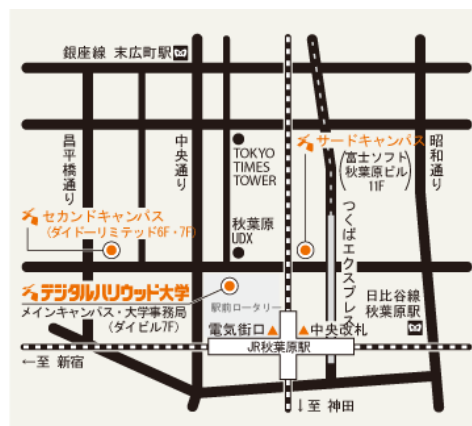 銀座線 末広町駅
昌平橋通り
中央通り
TOKYO
TIMES
TOWER
サードキャンパス
(富士ソフト
秋葉原ビル
11F)
昭和通り
セカンドキャンパス
(ダイドーリミテッド6F・7F)
秋葉原
UDX
つくばエクスプレス
デジタルハリウッド大学
メインキャンパス・大学事務局
(ダイビル7F)
駅前ロータリー
日比谷線
秋葉原駅
電気街口
中央改札
JR秋葉原駅
←至 新宿
↓至 神田